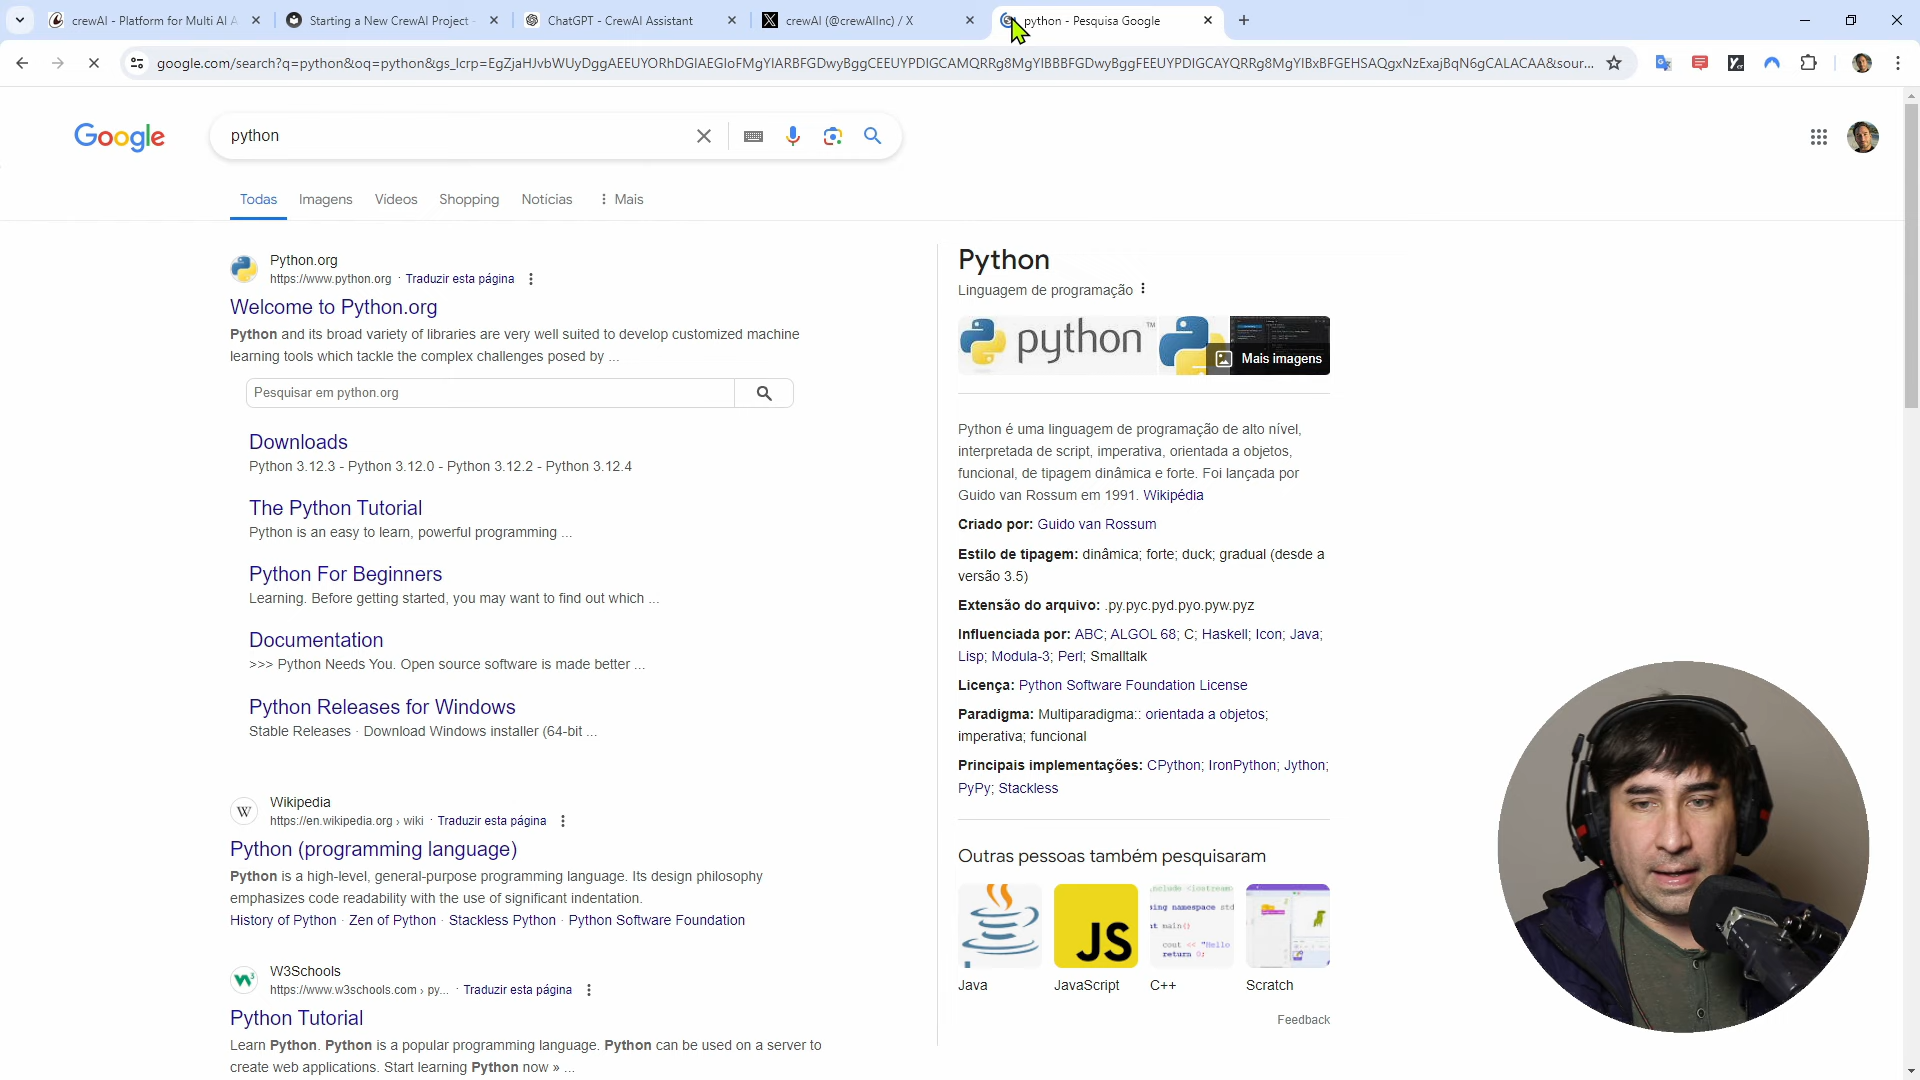 crewAI - Platform for Multi AI A
Starting a New CrewAI Project -
ChatGPT - CrewAI Assistant
crewAI (@crewAIInc) / X
python - Pesquisa Google
google.com/search?q=python&oq=python&gs_lcrp=EgZjaHJvbWUyDggAEEUYORhDGIAEGIoFMgYIARBFGDwyBggCEEUYPDIGCAMQRRg8MgYIBBBFGDwyBggFEEUYPDIGCAYQRRg8MgYIBxBFGEHSAQgxNzExajBqN6gCALACAA&sour...
Google
python
Todas
Imagens
Vídeos
Shopping
Notícias
Mais
Python.org
https://www.python.org · Traduzir esta página
Welcome to Python.org
Python and its broad variety of libraries are very well suited to develop customized machine
learning tools which tackle the complex challenges posed by ...
Pesquisar em python.org
Downloads
Python 3.12.3 - Python 3.12.0 - Python 3.12.2 - Python 3.12.4
The Python Tutorial
Python is an easy to learn, powerful programming ...
Python For Beginners
Learning. Before getting started, you may want to find out which ...
Documentation
>>> Python Needs You. Open source software is made better ...
Python Releases for Windows
Stable Releases · Download Windows installer (64-bit ...
W
Wikipedia
https://en.wikipedia.org › wiki · Traduzir esta página
Python (programming language)
Python is a high-level, general-purpose programming language. Its design philosophy
emphasizes code readability with the use of significant indentation.
History of Python · Zen of Python · Stackless Python · Python Software Foundation
W3Schools
https://www.w3schools.com › py... · Traduzir esta página
Python Tutorial
Learn Python. Python is a popular programming language. Python can be used on a server to
create web applications. Start learning Python now » ...
Python
Linguagem de programação
python™
Mais imagens
Python é uma linguagem de programação de alto nível,
interpretada de script, imperativa, orientada a objetos,
funcional, de tipagem dinâmica e forte. Foi lançada por
Guido van Rossum em 1991. Wikipédia
Criado por: Guido van Rossum
Estilo de tipagem: dinâmica; forte; duck; gradual (desde a
versão 3.5)
Extensão do arquivo: .py.pyc.pyd.pyo.pyw.pyz
Influenciada por: ABC; ALGOL 68; C; Haskell; Icon; Java;
Lisp; Modula-3; Perl; Smalltalk
Licença: Python Software Foundation License
Paradigma: Multiparadigma:: orientada a objetos;
imperativa; funcional
Principais implementações: CPython; IronPython; Jython;
PyPy; Stackless
Outras pessoas também pesquisaram
JS
Java
JavaScript
C++
Scratch
Feedback